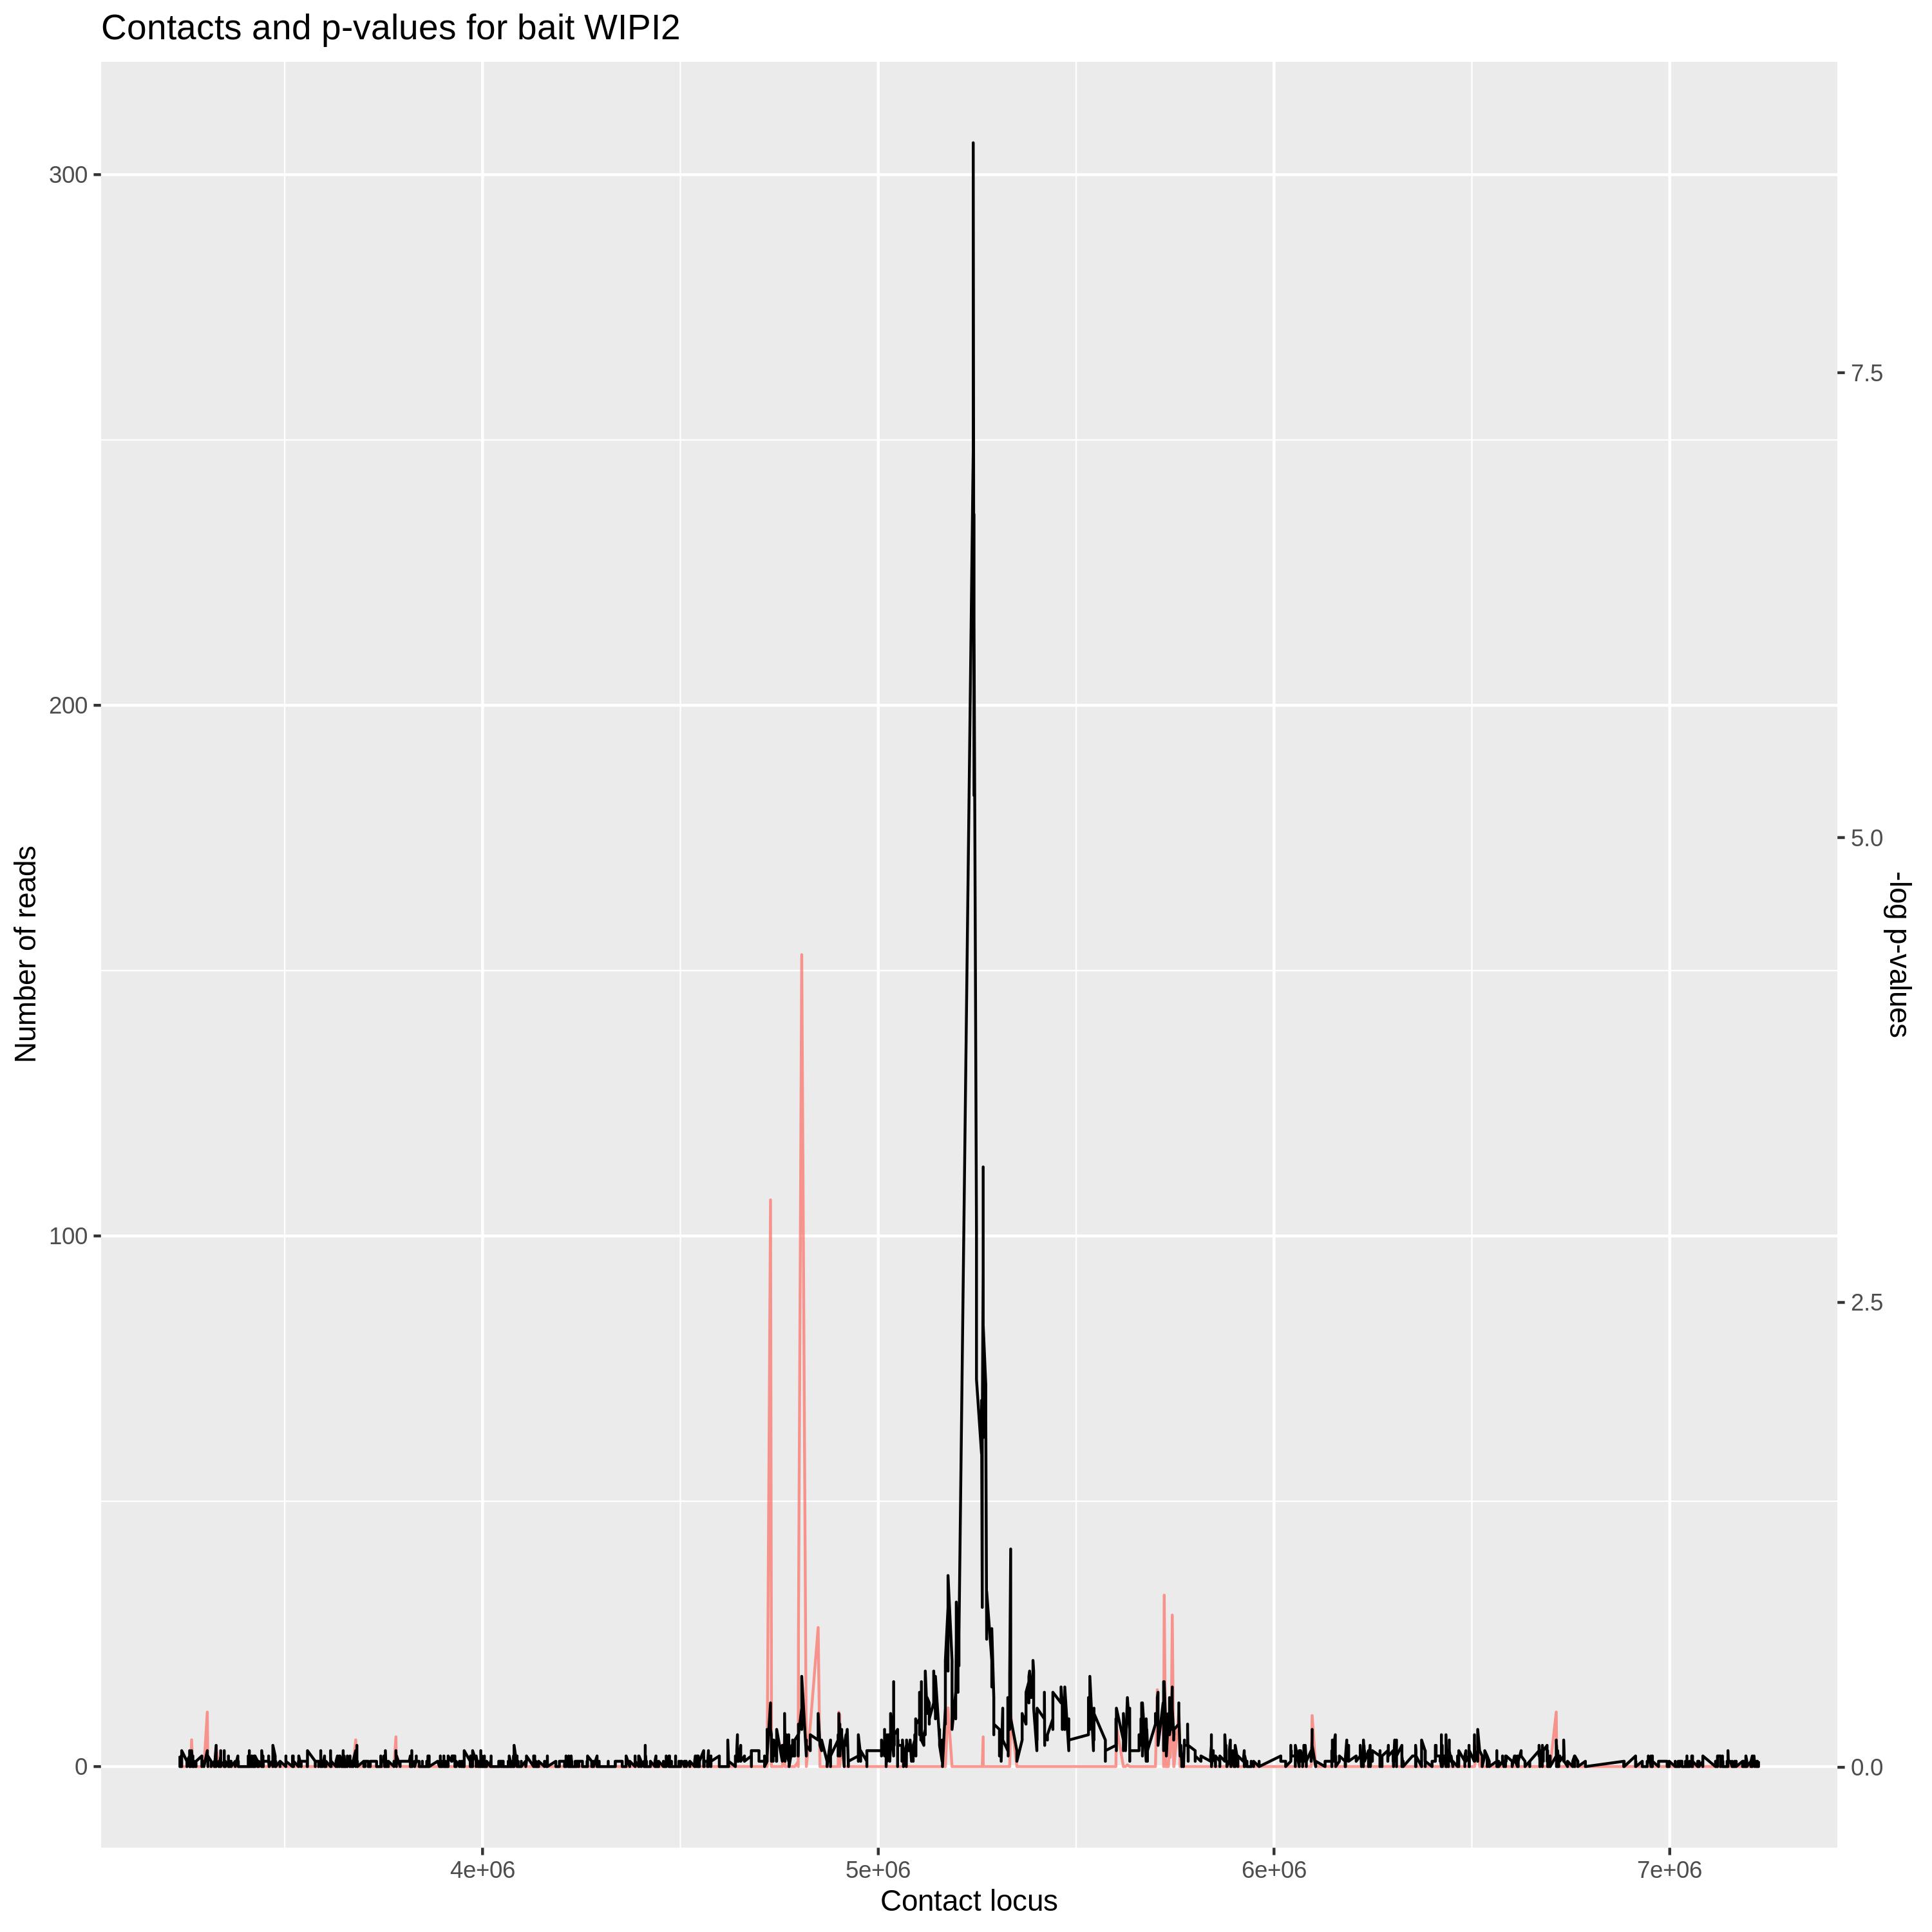 Contacts and p-values for bait WIPI2
300
200
100
0
Number of reads
7.5
5.0
2.5
0.0
-log p-values
4e+06 5e+06 6e+06 7e+06
Contact locus